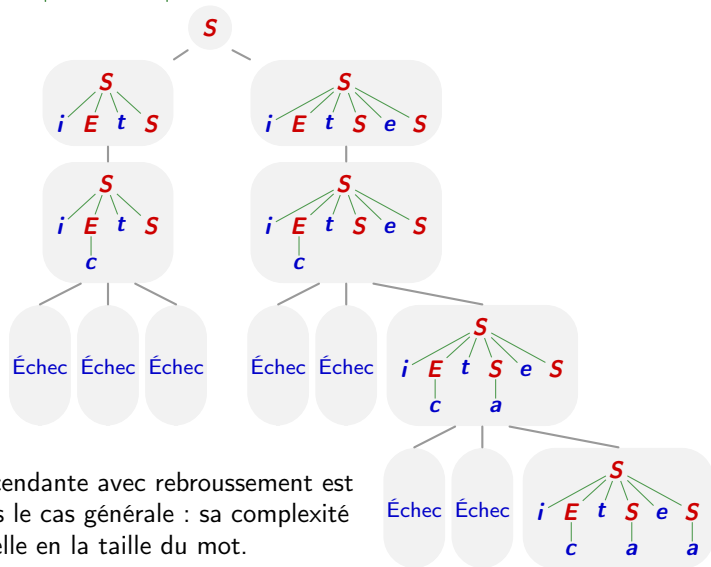 S
S
i E t S
S
i E t S e S
S
i E t S
c
S
i E t S e S
c
Échec Échec Échec
Échec Échec
S
i E t S e S
c a
cendante avec rebroussement est
s le cas générale : sa complexité
elle en la taille du mot.
Échec Échec
S
i E t S e S
c a a